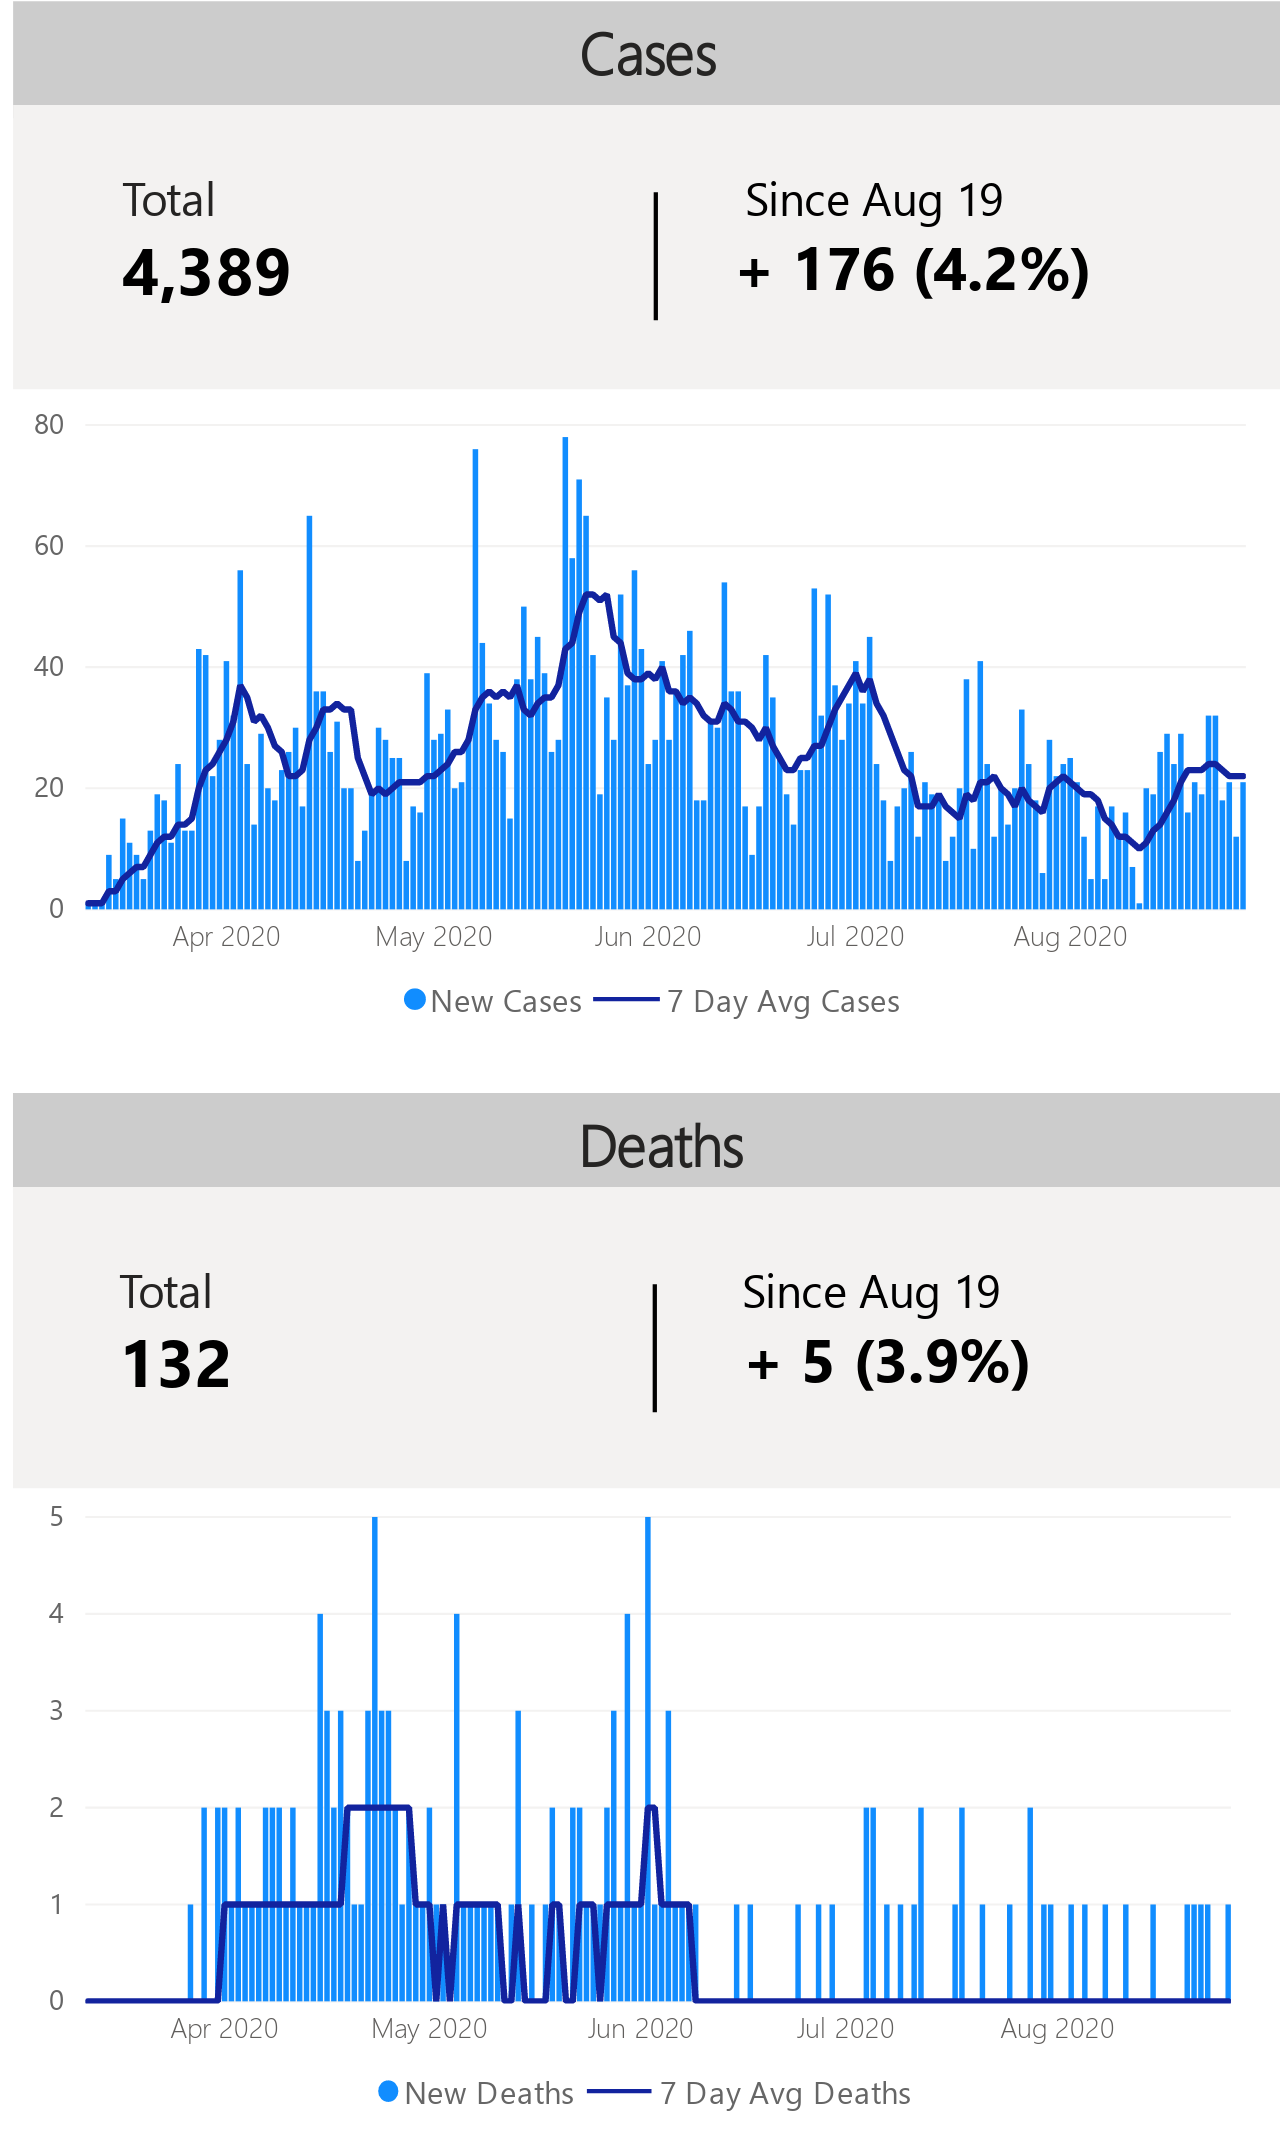 Cases
Total
Since Aug 19
4,389
+ 176 (4.2%)
80
60
40
20
0
Apr 2020 May 2020 Jun 2020 Jul 2020 Aug 2020
New Cases 7 Day Avg Cases
Deaths
Total
Since Aug 19
132
+ 5 (3.9%)
5
4
3
2
1
0
Apr 2020 May 2020 Jun 2020 Jul 2020 Aug 2020
New Deaths 7 Day Avg Deaths